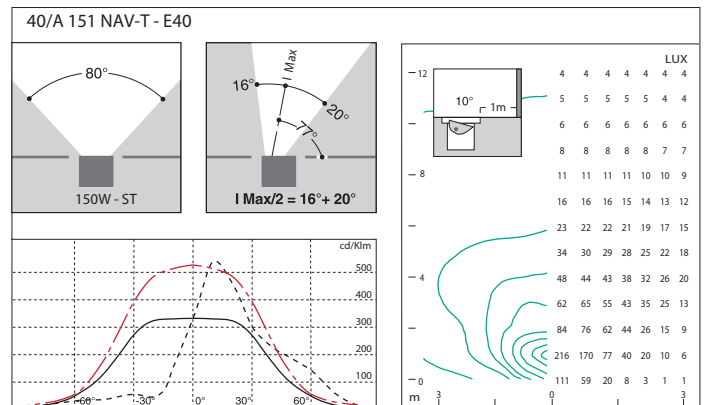 40/A 151 NAV-T - E40
80°
150W - ST
16°
I Max
20°
77°
I Max/2 = 16°+ 20°
cd/Klm
500
400
300
200
100
-60° -30° 0° 30° 60°
LUX
12 4 4 4 4 4 4 4
10° 1m 5 5 5 5 5 4 4
6 6 6 6 6 6 6
8 8 8 8 8 7 7
8 11 11 11 11 10 10 9
16 16 16 15 14 13 12
23 22 22 21 19 17 15
34 30 29 28 25 22 18
4 48 44 43 38 32 26 20
62 65 55 43 35 25 13
84 76 62 44 26 15 9
216 170 77 40 20 10 6
0 111 59 20 8 3 1 1
m 3 0 3